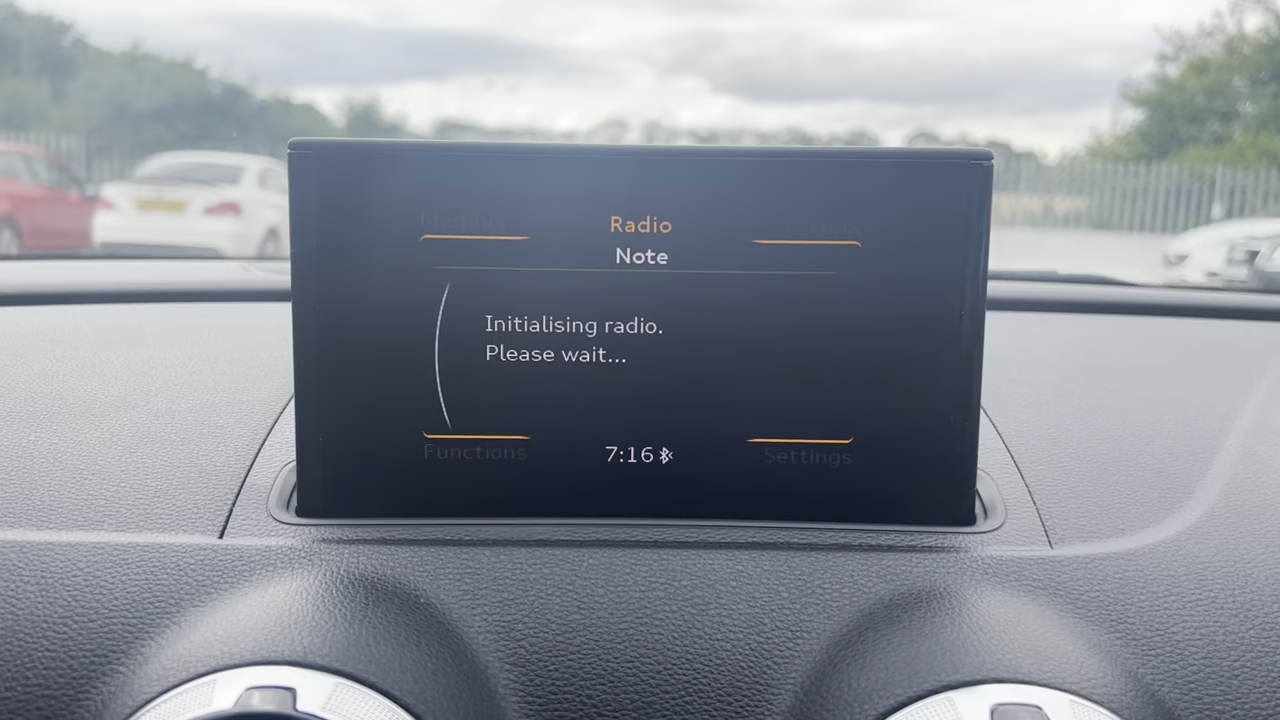 Radio
Note
Initialising radio.
Please wait...
Functions
7:16
Settings